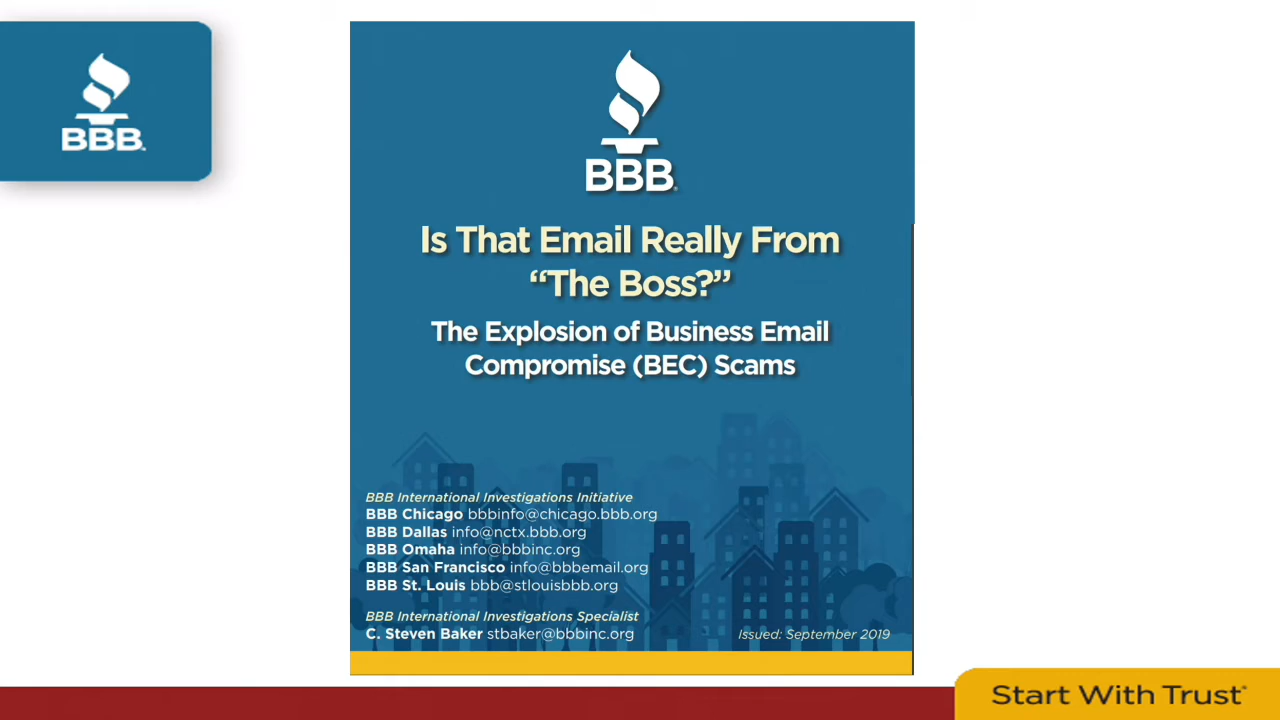 BBB.
BBB.
Is That Email Really From
“The Boss?”
The Explosion of Business Email
Compromise (BEC) Scams
BBB International Investigations Initiative
BBB Chicago bbbinfo@chicago.bbb.org
BBB Dallas info@nctx.bbb.org
BBB Omaha info@bbbinc.org
BBB San Francisco info@bbbemail.org
BBB St. Louis bbb@stlouisbbb.org
BBB International Investigations Specialist
C. Steven Baker stbaker@bbbinc.org
Issued: September 2019
Start With Trust®